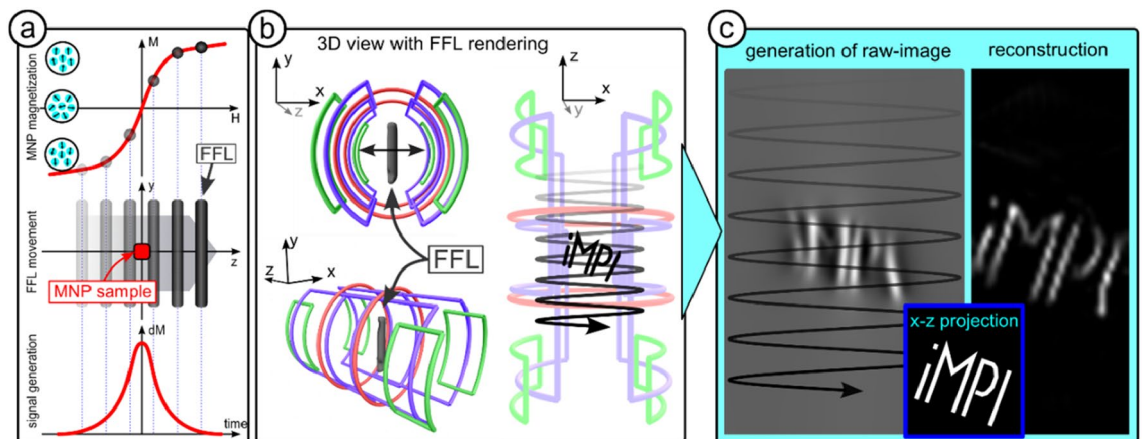 a
MNP magnetization
M
H
FFL
FFL movement
y
z
MNP sample
signal generation
dM
time
b
3D view with FFL rendering
y
x
z
z
x
y
FFL
iMPI
y
z
x
c
generation of raw-image
reconstruction
iMPI
x-z projection
iMPI